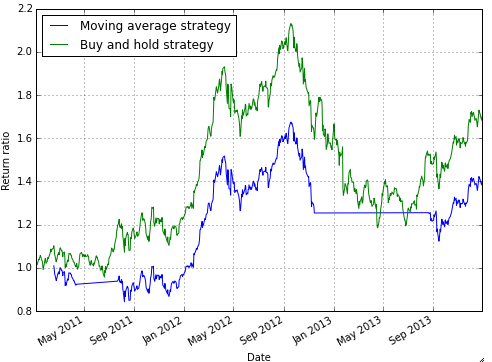 2.2
Moving average strategy
Buy and hold strategy
2.0
1.8
1.6
Return ratio
1.4
1.2
1.0
0.8
May 2011
Sep 2011
Jan 2012
May 2012
Sep 2012
Jan 2013
May 2013
Sep 2013
Date